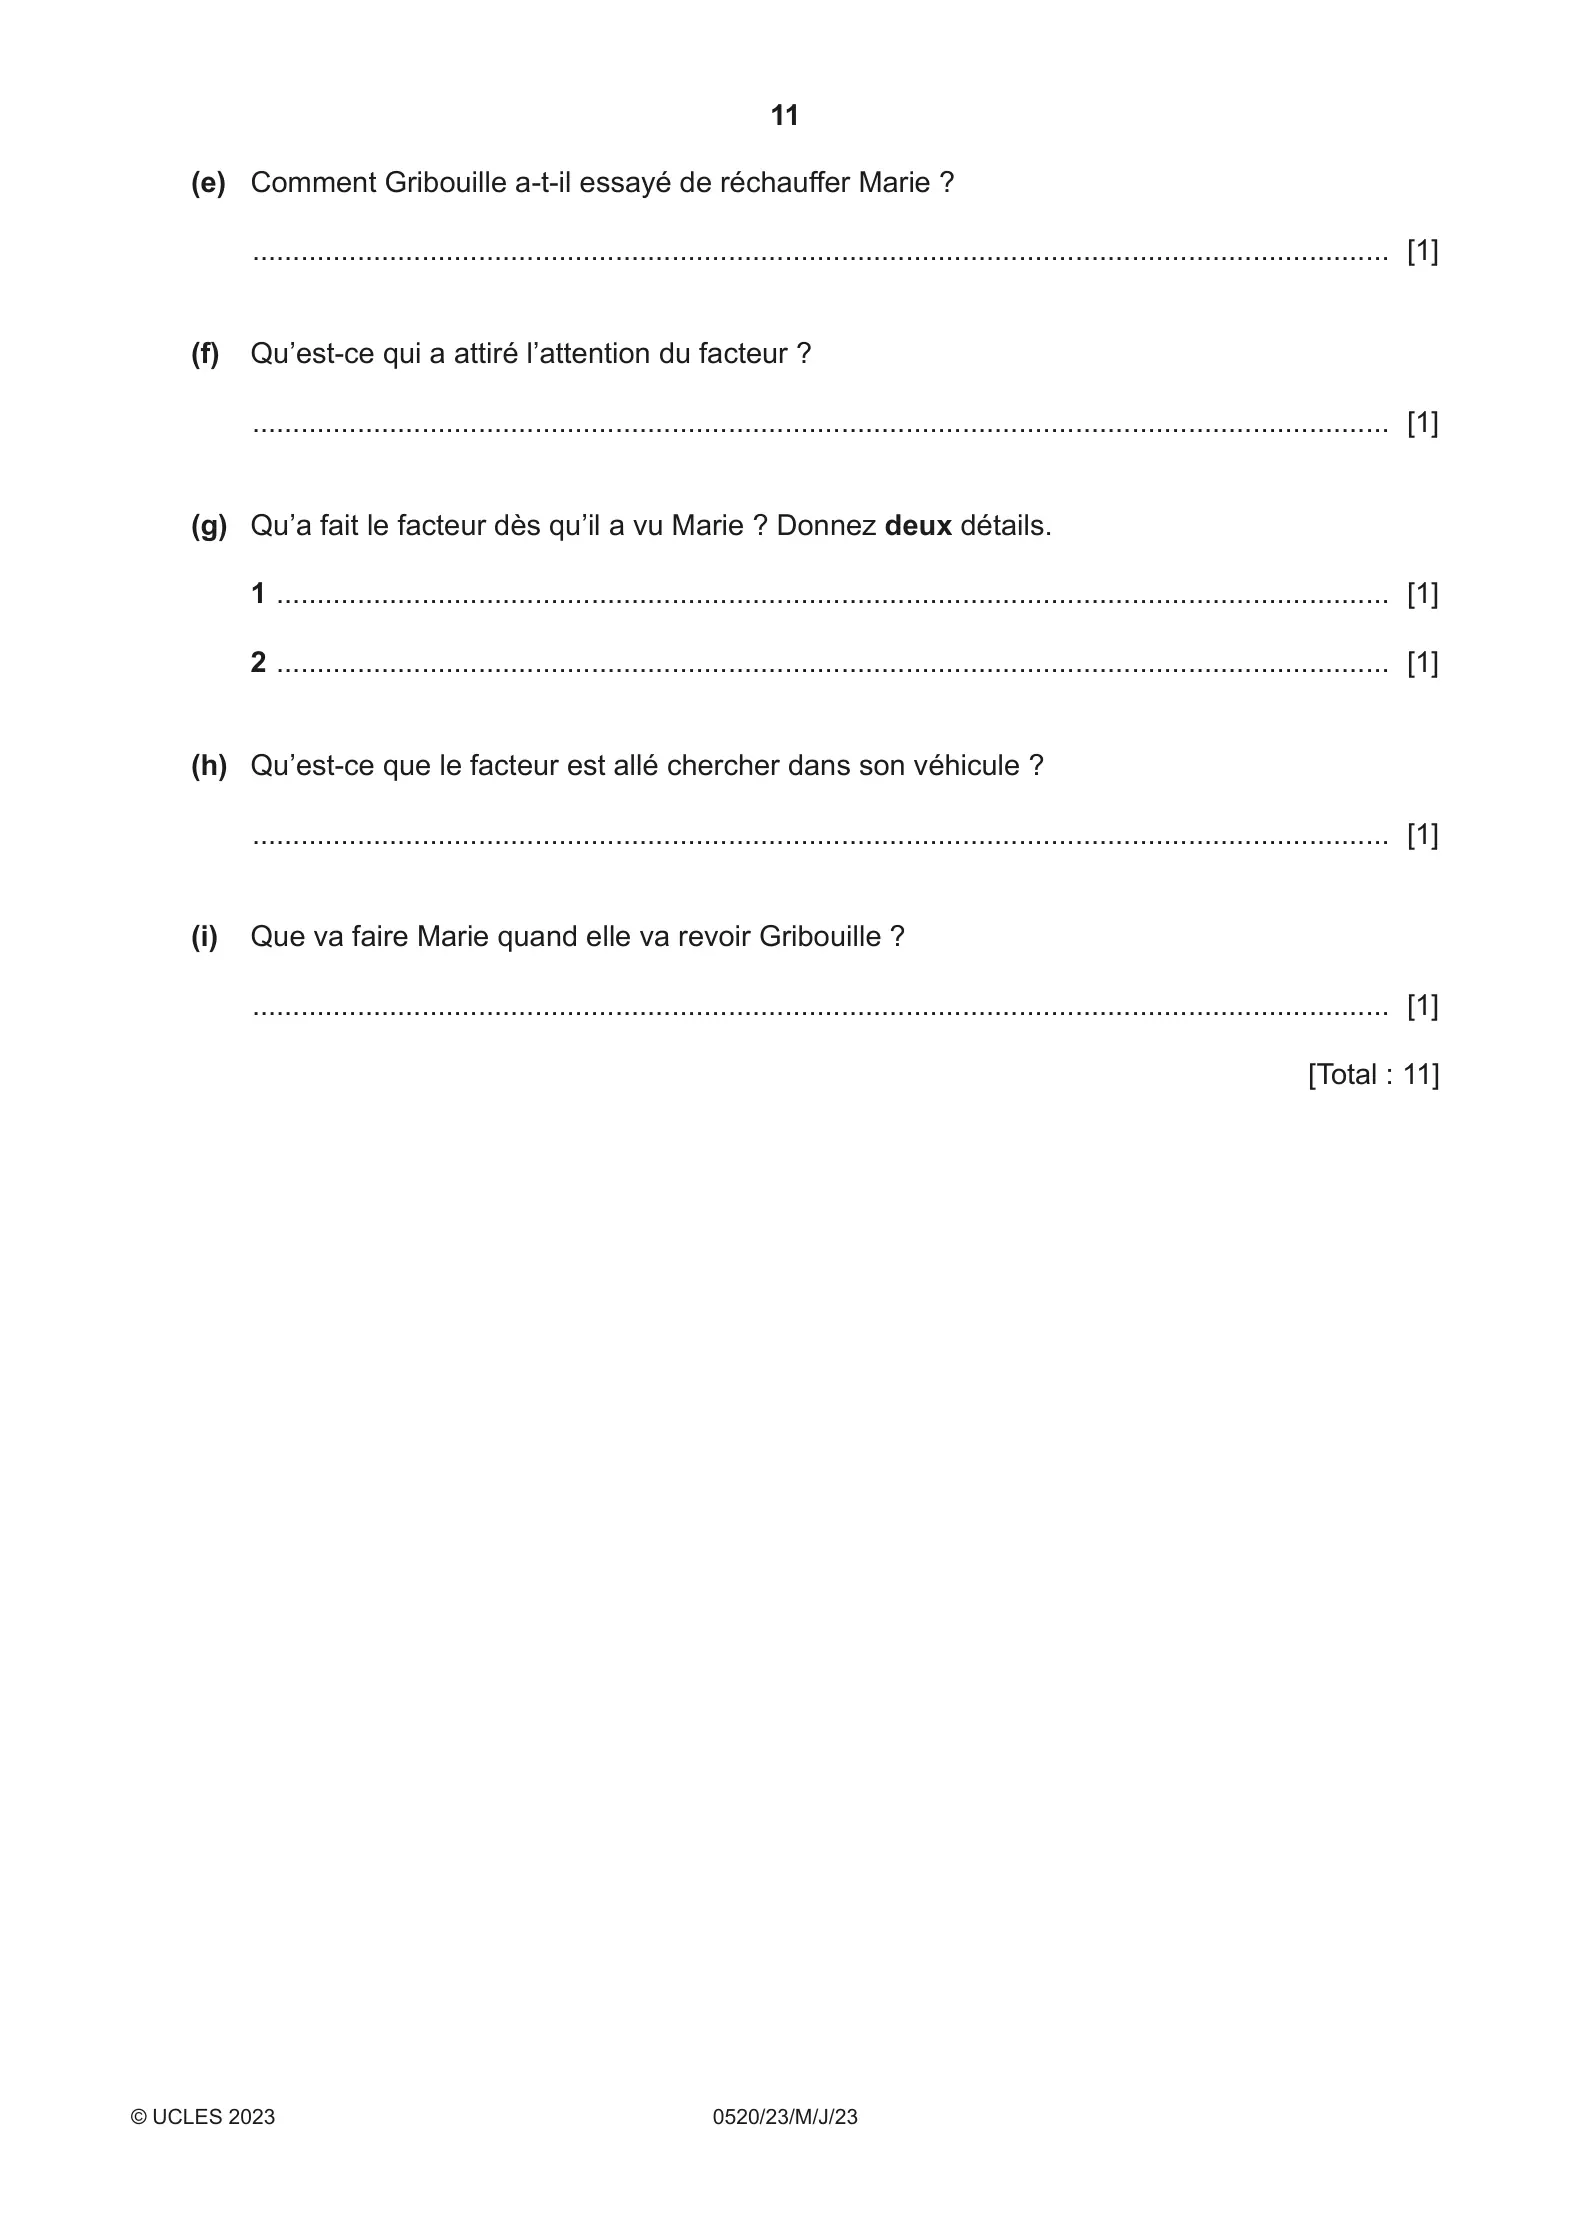 11
(e) Comment Gribouille a-t-il essayé de réchauffer Marie ?
.................................................................................................................................................. [1]
(f) Qu’est-ce qui a attiré l’attention du facteur ?
.................................................................................................................................................. [1]
(g) Qu’a fait le facteur dès qu’il a vu Marie ? Donnez deux détails.
1 ............................................................................................................................................... [1]
2 ............................................................................................................................................... [1]
(h) Qu’est-ce que le facteur est allé chercher dans son véhicule ?
.................................................................................................................................................. [1]
(i) Que va faire Marie quand elle va revoir Gribouille ?
.................................................................................................................................................. [1]
[Total : 11]
© UCLES 2023 0520/23/M/J/23